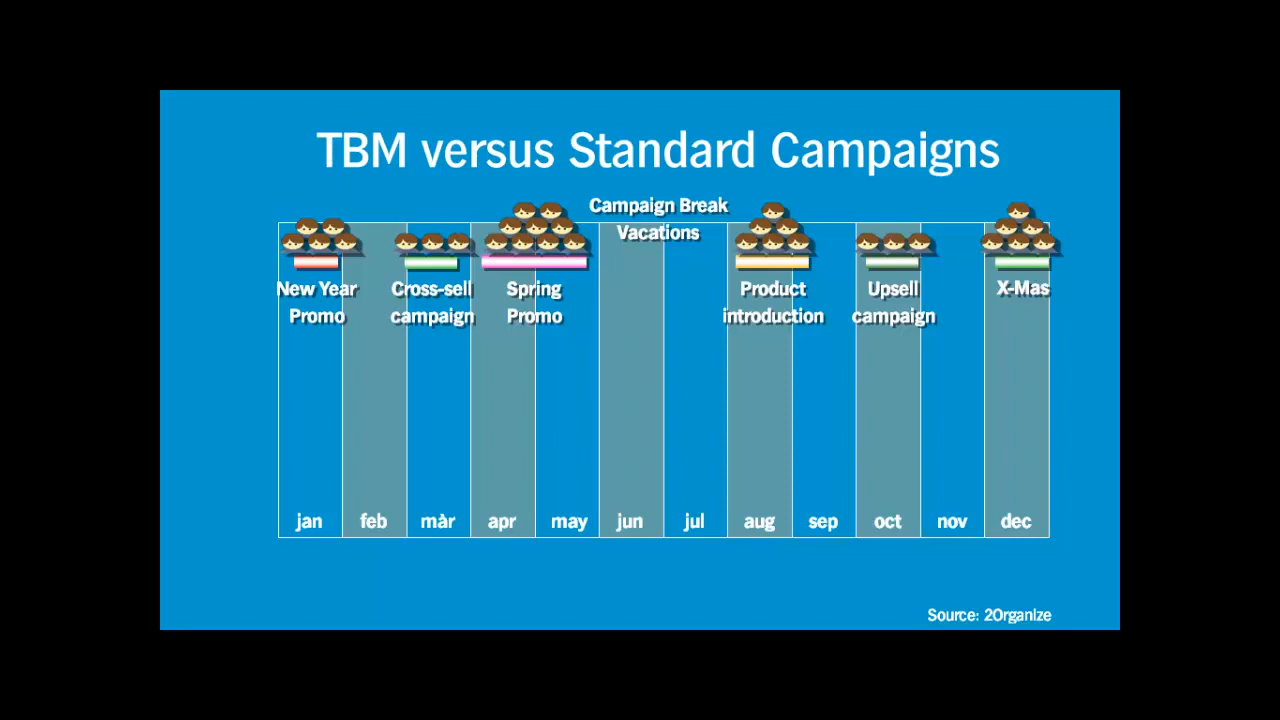 TBM versus Standard Campaigns
Campaign Break
Vacations
New Year
Promo
Cross-sell
campaign
Spring
Promo
Product
introduction
Upsell
campaign
X-Mas
jan feb màr apr may jun jul aug sep oct nov dec
Source: 2Organize